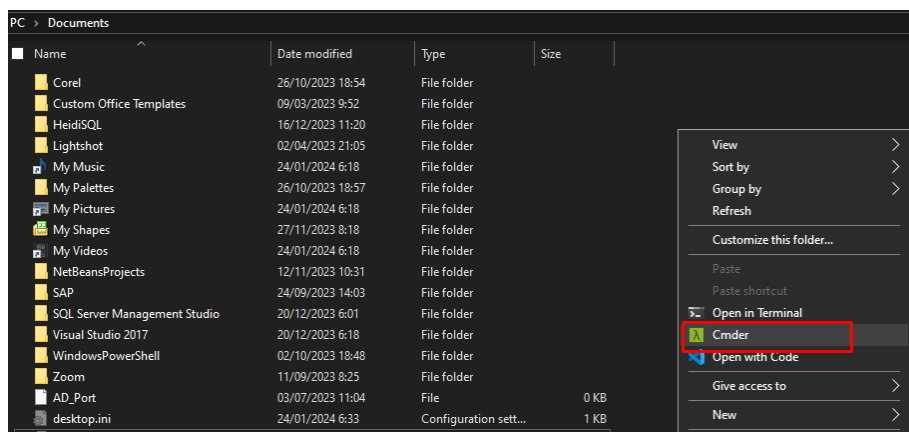 PC > Documents
Name Date modified Type Size
Corel 26/10/2023 18:54 File folder
Custom Office Templates 09/03/2023 9:52 File folder
HeidiSQL 16/12/2023 11:20 File folder
Lightshot 02/04/2023 21:05 File folder
My Music 24/01/2024 6:18 File folder
My Palettes 26/10/2023 18:57 File folder
My Pictures 24/01/2024 6:18 File folder
My Shapes 27/11/2023 8:18 File folder
My Videos 24/01/2024 6:18 File folder
NetBeansProjects 12/11/2023 10:31 File folder
SAP 24/09/2023 14:03 File folder
SQL Server Management Studio 20/12/2023 6:01 File folder
Visual Studio 2017 20/12/2023 6:18 File folder
WindowsPowerShell 02/10/2023 18:48 File folder
Zoom 11/09/2023 8:25 File folder
AD_Port 03/07/2023 11:04 File 0 KB
desktop.ini 24/01/2024 6:33 Configuration sett... 1 KB
View
Sort by
Group by
Refresh
Customize this folder...
Paste
Paste shortcut
Open in Terminal
Cmder
Open with Code
Give access to
New